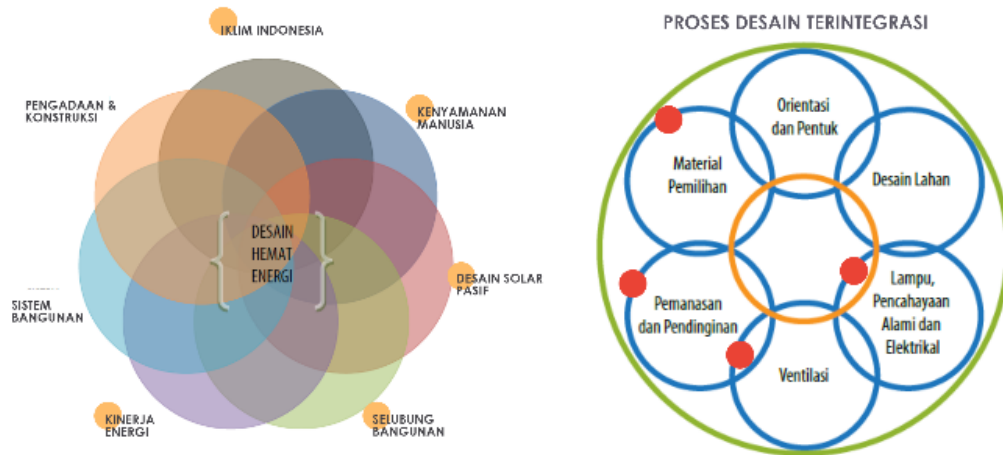 IKLIM INDONESIA
PENGADAAN &
KONSTRUKSI
KENYAMANAN
MANUSIA
DESAIN
HEMAT
ENERGI
DESAIN SOLAR
PASIF
SISTEM
BANGUNAN
KINERJA
ENERGI
SELUBUNG
BANGUNAN
PROSES DESAIN TERINTEGRASI
Orientasi
dan Pentuk
Material
Pemilihan
Desain Lahan
Pemanasan
dan Pendinginan
Lampu,
Pencahayaan
Alami dan
Elektrikal
Ventilasi